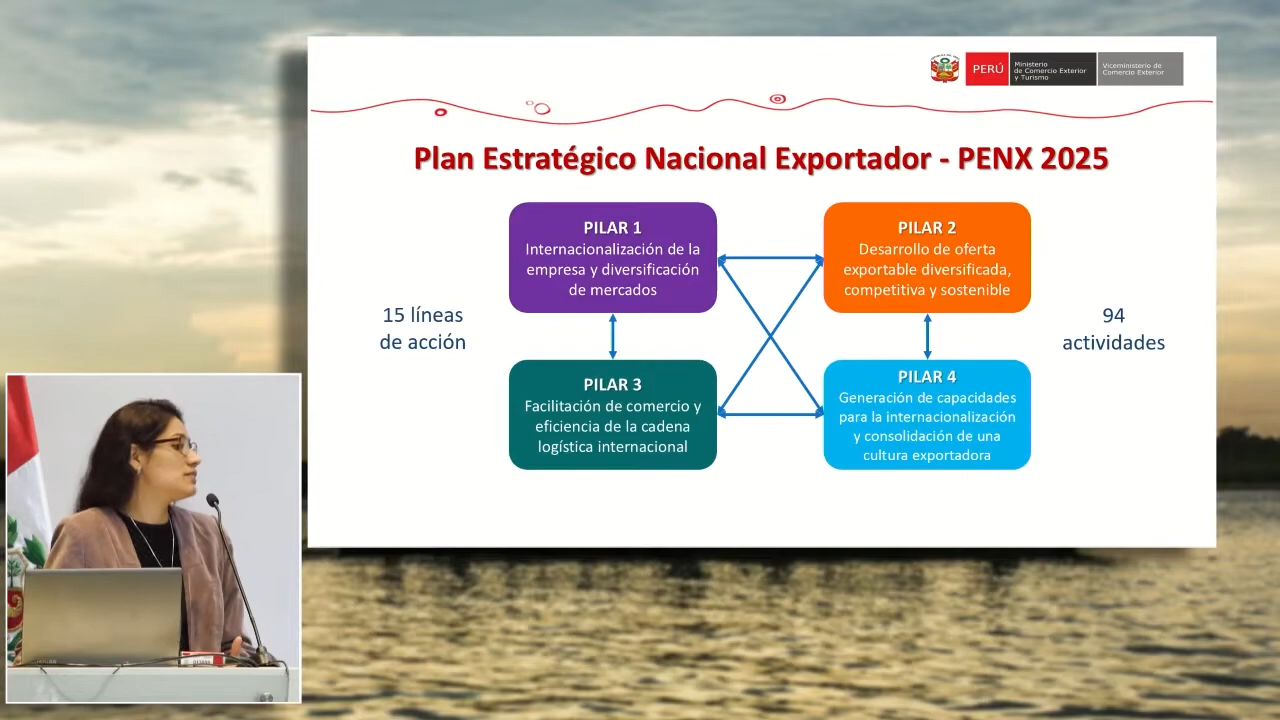 PERÚ
Ministerio
de Comercio Exterior
y Turismo
Viceministerio de
Comercio Exterior
Plan Estratégico Nacional Exportador - PENX 2025
PILAR 1
Internacionalización de la
empresa y diversificación
de mercados
PILAR 2
Desarrollo de oferta
exportable diversificada,
competitiva y sostenible
15 líneas
de acción
94
actividades
PILAR 3
Facilitación de comercio y
eficiencia de la cadena
logística internacional
PILAR 4
Generación de capacidades
para la internacionalización
y consolidación de una
cultura exportadora